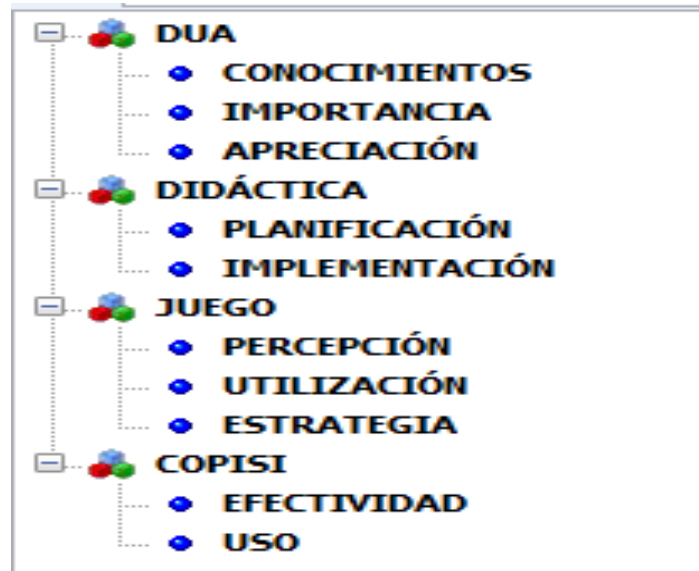 DUA
CONOCIMIENTOS
IMPORTANCIA
APRECIACIÓN
DIDÁCTICA
PLANIFICACIÓN
IMPLEMENTACIÓN
JUEGO
PERCEPCIÓN
UTILIZACIÓN
ESTRATEGIA
COPISI
EFECTIVIDAD
USO